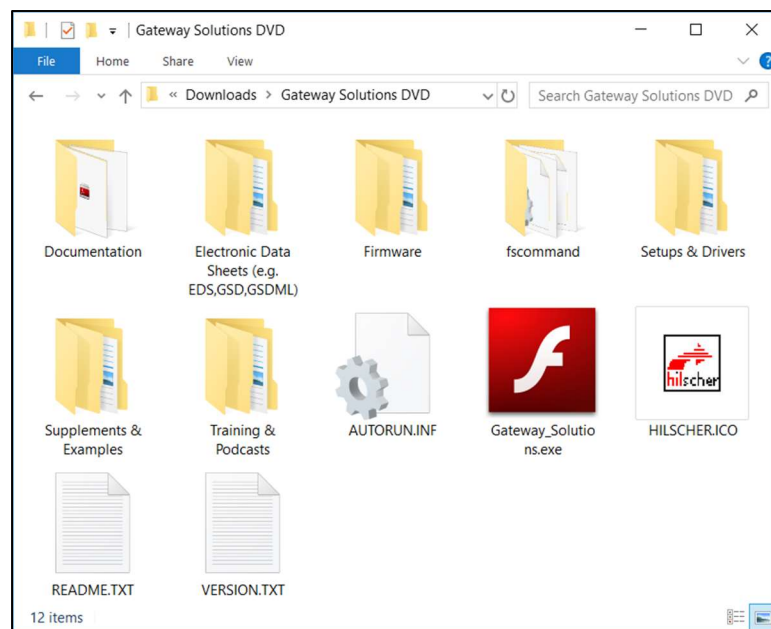 Gateway Solutions DVD
File
Home
Share
View
?
« Downloads > Gateway Solutions DVD
Search Gateway Solutions DVD
Documentation
Electronic Data
Sheets (e.g.
EDS,GSD,GSDML)
Firmware
fscommand
Setups & Drivers
Supplements &
Examples
Training &
Podcasts
AUTORUN.INF
Gateway_Solutio
ns.exe
hilscher
HILSCHER.ICO
README.TXT
VERSION.TXT
12 items